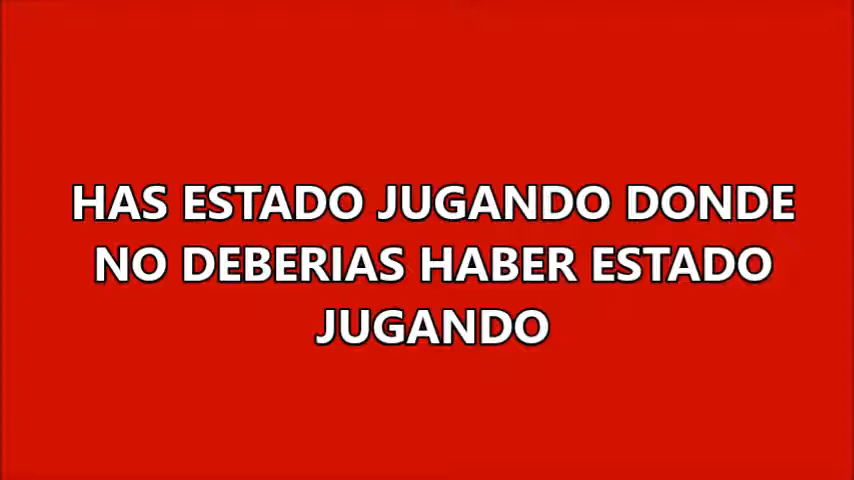 HAS ESTADO JUGANDO DONDE
NO DEBERIAS HABER ESTADO
JUGANDO